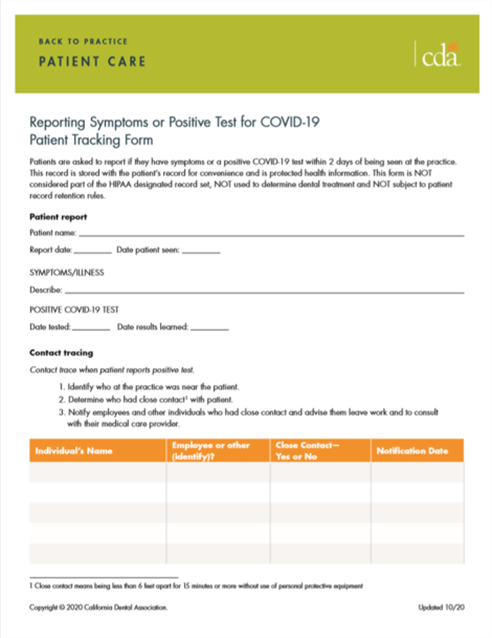 BACK TO PRACTICE
PATIENT CARE
cda
Reporting Symptoms or Positive Test for COVID-19
Patient Tracking Form
Patients are asked to report if they have symptoms or a positive COVID-19 test within 2 days of being seen at the practice.
This record is stored with the patient's record for convenience and is protected health information. This form is NOT
considered part of the HIPAA designated record set, NOT used to determine dental treatment and NOT subject to patient
record retention rules.
Patient report
Patient name:
Report date: Date patient seen:
SYMPTOMS/ILLNESS
Describe:
POSITIVE COVID-19 TEST
Date tested: Date results learned:
Contact tracing
Contact trace when patient reports positive test.
1. Identify who at the practice was near the patient.
2. Determine who had close contact¹ with patient.
3. Notify employees and other individuals who had close contact and advise them leave work and to consult
with their medical care provider.
Individual's Name
Employee or other
(identify)?
Close Contact—
Yes or No
Notification Date
1 Close contact means being less than 6 feet apart for 15 minutes or more without use of personal protective equipment
Copyright © 2020 California Dental Association. Updated 10/20